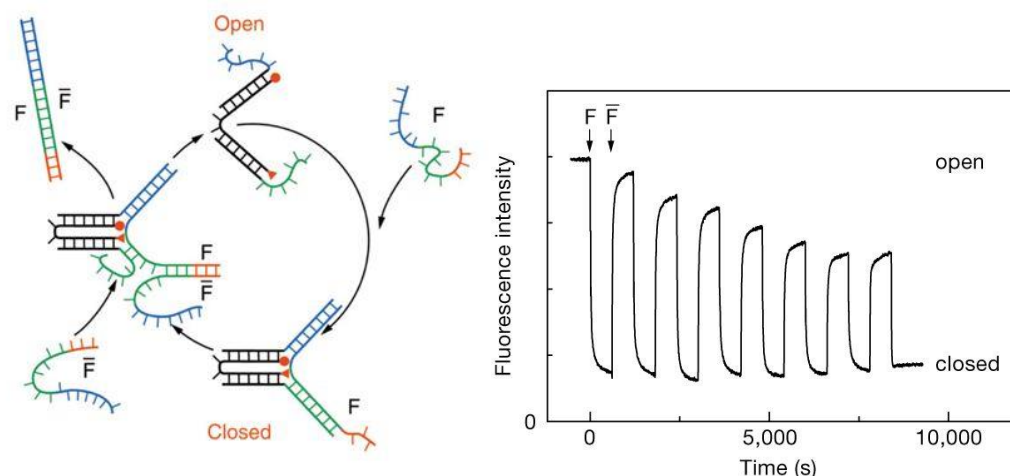 Open
F
F̄
F
F
F̄
F̄
F
Closed
F F̄
open
Fluorescence intensity
closed
0
0
5,000
10,000
Time (s)